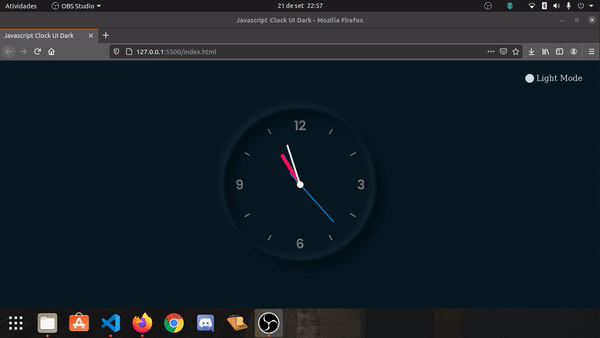 Atividades OBS Studio 21 de set 22:57
Javascript Clock UI Dark - Mozilla Firefox
Javascript Clock UI Dark
127.0.0.1:5500/index.html
Light Mode
12
9 3
6